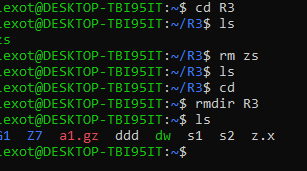 lexot@DESKTOP-TBI95IT:~$ cd R3
lexot@DESKTOP-TBI95IT:~/R3$ ls
zs
lexot@DESKTOP-TBI95IT:~/R3$ rm zs
lexot@DESKTOP-TBI95IT:~/R3$ ls
lexot@DESKTOP-TBI95IT:~/R3$ cd
lexot@DESKTOP-TBI95IT:~$ rmdir R3
lexot@DESKTOP-TBI95IT:~$ ls
G1 Z7 a1.gz ddd dw s1 s2 z.x
lexot@DESKTOP-TBI95IT:~$